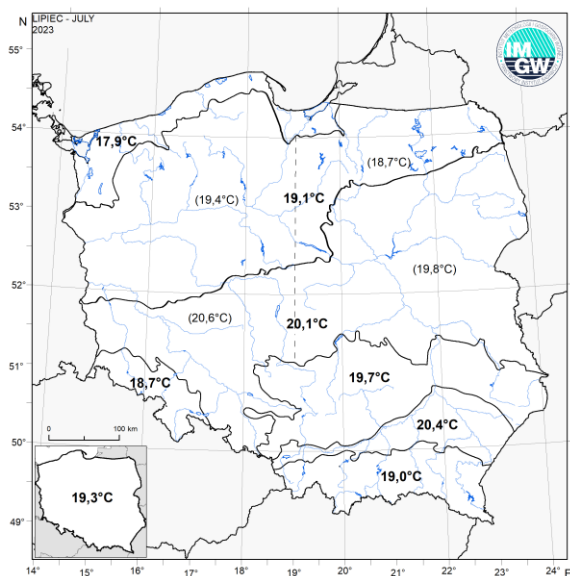 LIPIEC - JULY
2023
N
55°
54°
53°
52°
51°
50°
49°
IM
GW
17,9°C
(18,7°C)
(19,4°C)
19,1°C
(19,8°C)
(20,6°C)
20,1°C
18,7°C
19,7°C
20,4°C
19,0°C
0 100 km
19,3°C
14° 15° 16° 17° 18° 19° 20° 21° 22° 23° 24° E